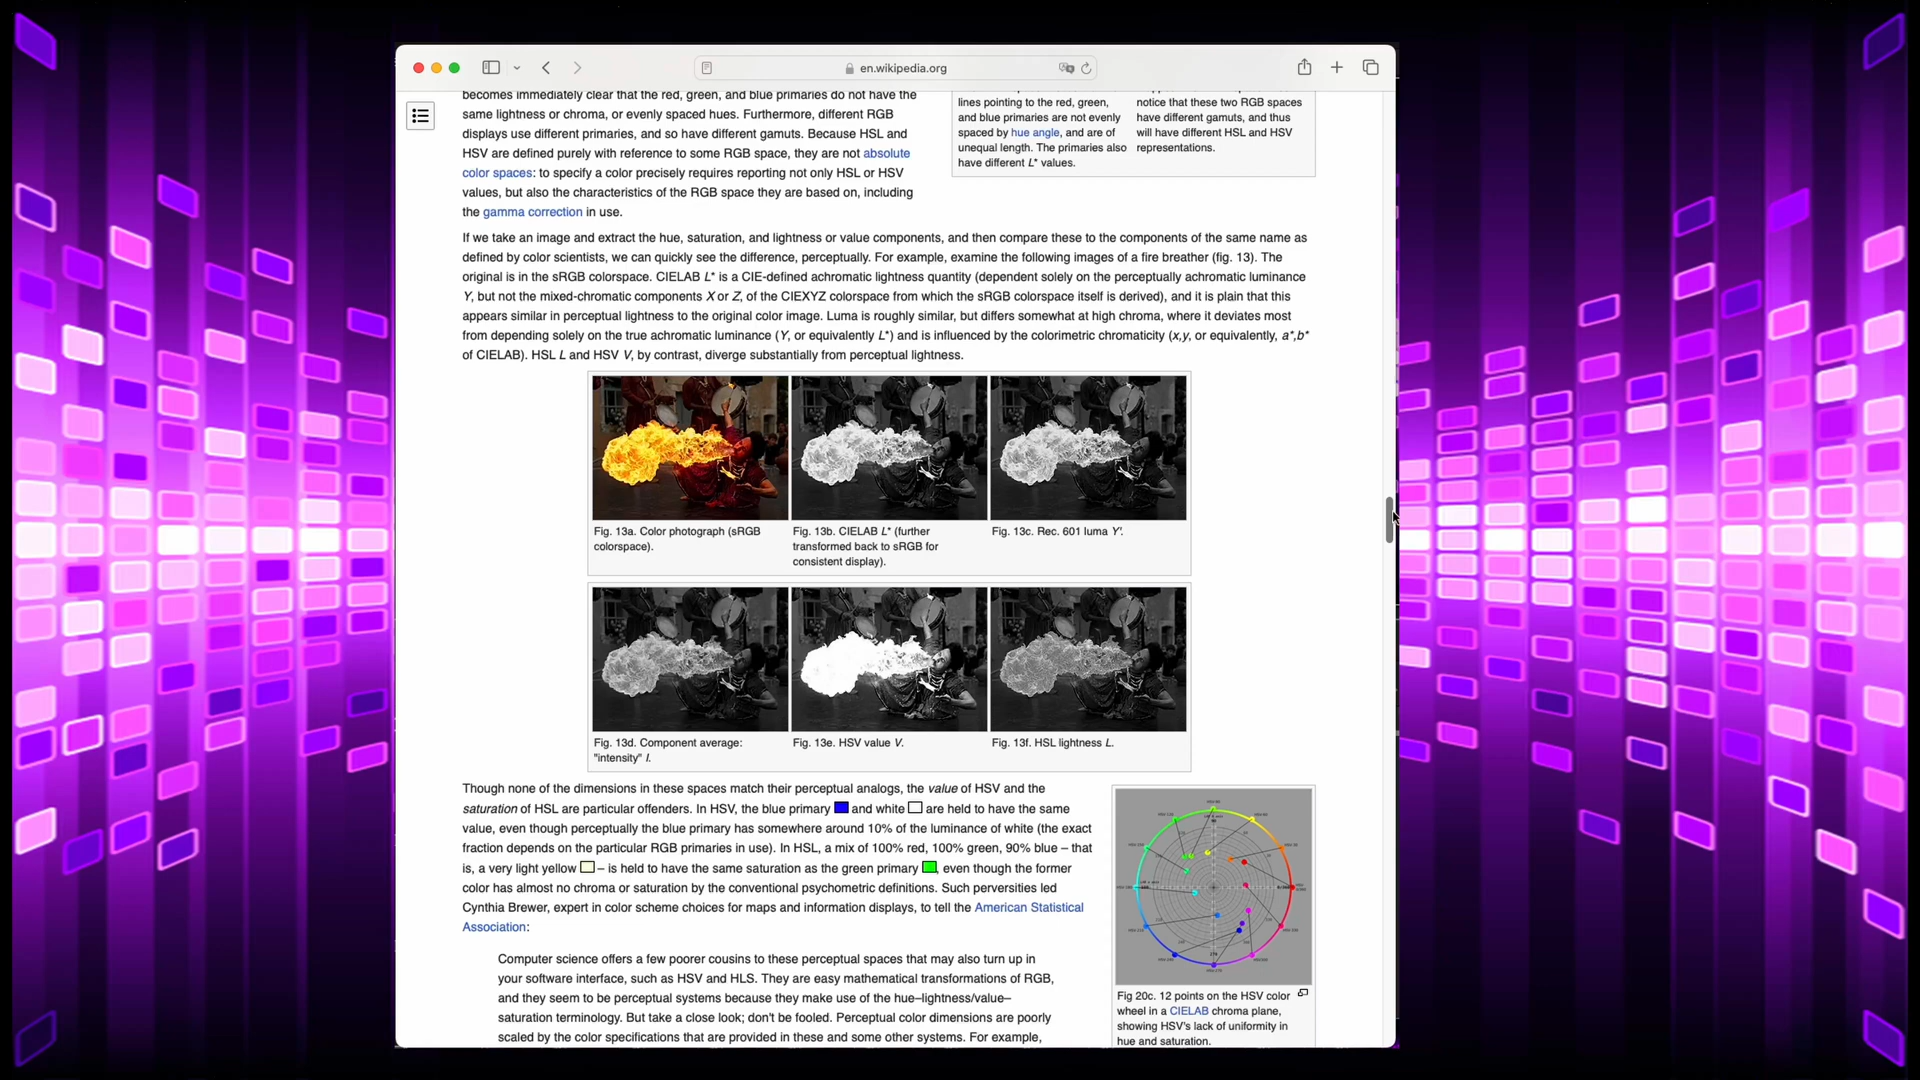 en.wikipedia.org
becomes immediately clear that the red, green, and blue primaries do not have the
same lightness or chroma, or evenly spaced hues. Furthermore, different RGB
displays use different primaries, and so have different gamuts. Because HSL and
HSV are defined purely with reference to some RGB space, they are not absolute
color spaces: to specify a color precisely requires reporting not only HSL or HSV
values, but also the characteristics of the RGB space they are based on, including
the gamma correction in use.
lines pointing to the red, green,
and blue primaries are not evenly
spaced by hue angle, and are of
unequal length. The primaries also
have different L* values.
notice that these two RGB spaces
have different gamuts, and thus
will have different HSL and HSV
representations.
If we take an image and extract the hue, saturation, and lightness or value components, and then compare these to the components of the same name as
defined by color scientists, we can quickly see the difference, perceptually. For example, examine the following images of a fire breather (fig. 13). The
original is in the sRGB colorspace. CIELAB L* is a CIE-defined achromatic lightness quantity (dependent solely on the perceptually achromatic luminance
Y, but not the mixed-chromatic components X or Z, of the CIEXYZ colorspace from which the sRGB colorspace itself is derived), and it is plain that this
appears similar in perceptual lightness to the original color image. Luma is roughly similar, but differs somewhat at high chroma, where it deviates most
from depending solely on the true achromatic luminance (Y, or equivalently L*) and is influenced by the colorimetric chromaticity (x,y, or equivalently, a*,b*
of CIELAB). HSL L and HSV V, by contrast, diverge substantially from perceptual lightness.
Fig. 13a. Color photograph (sRGB
colorspace).
Fig. 13b. CIELAB L* (further
transformed back to sRGB for
consistent display).
Fig. 13c. Rec. 601 luma Y'.
Fig. 13d. Component average:
"intensity" I.
Fig. 13e. HSV value V.
Fig. 13f. HSL lightness L.
Though none of the dimensions in these spaces match their perceptual analogs, the value of HSV and the
saturation of HSL are particular offenders. In HSV, the blue primary and white are held to have the same
value, even though perceptually the blue primary has somewhere around 10% of the luminance of white (the exact
fraction depends on the particular RGB primaries in use). In HSL, a mix of 100% red, 100% green, 90% blue – that
is, a very light yellow – is held to have the same saturation as the green primary , even though the former
color has almost no chroma or saturation by the conventional psychometric definitions. Such perversities led
Cynthia Brewer, expert in color scheme choices for maps and information displays, to tell the American Statistical
Association:
Computer science offers a few poorer cousins to these perceptual spaces that may also turn up in
your software interface, such as HSV and HLS. They are easy mathematical transformations of RGB,
and they seem to be perceptual systems because they make use of the hue–lightness/value–
saturation terminology. But take a close look; don't be fooled. Perceptual color dimensions are poorly
scaled by the color specifications that are provided in these and some other systems. For example,
Fig 20c. 12 points on the HSV color
wheel in a CIELAB chroma plane,
showing HSV's lack of uniformity in
hue and saturation.